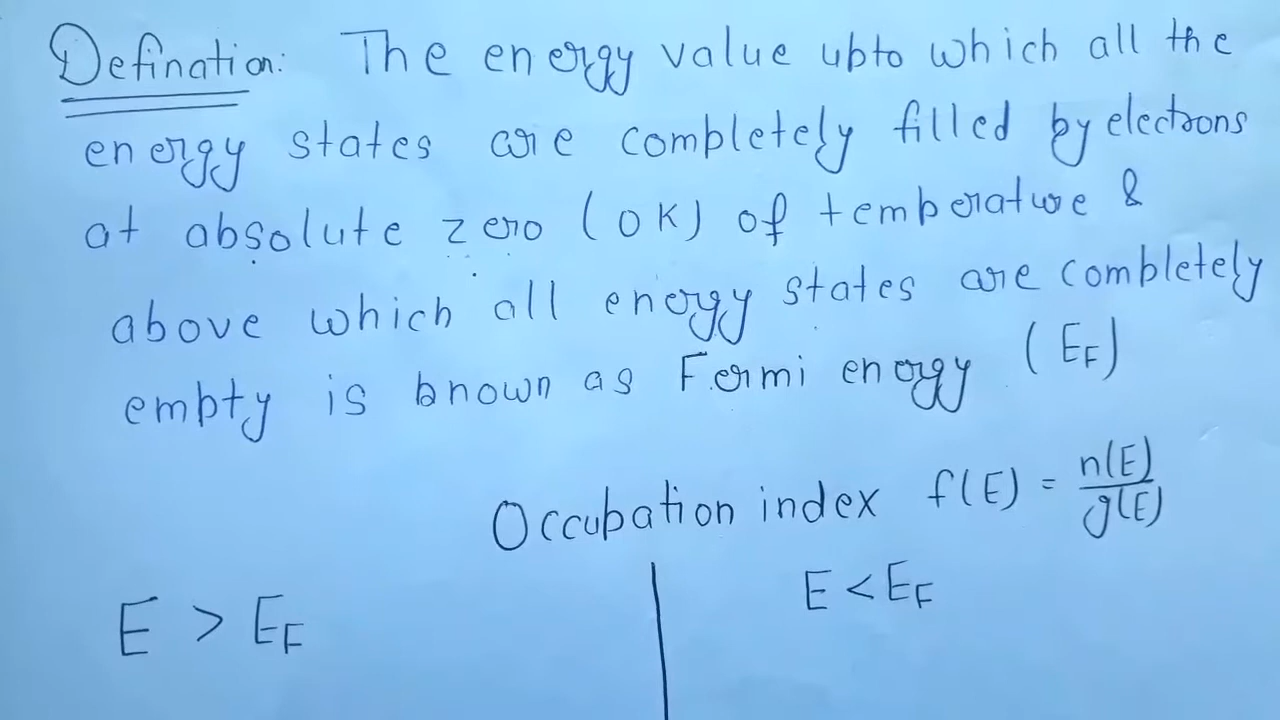 Defination: The energy value upto which all the
energy states are completely filled by electrons
at absolute zero (0K) of temperature &
above which all energy states are completely
empty is known as Fermi energy (EF)
Occupation index f(E) = n(E)/g(E)
E > EF
E < EF